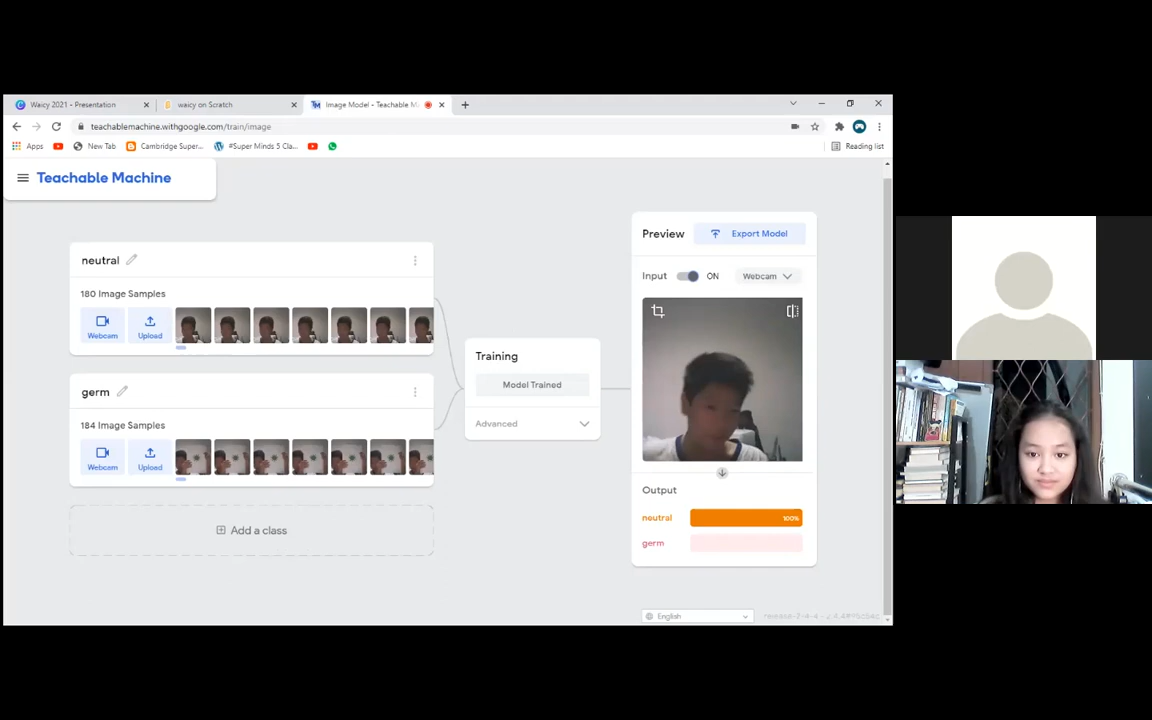 Waicy 2021 - Presentation
waicy on Scratch
Image Model - Teachable M
teachablemachine.withgoogle.com/train/image
Apps
New Tab
Cambridge Super...
#Super Minds 5 Cla...
Reading list
Teachable Machine
neutral
180 Image Samples
Webcam
Upload
germ
184 Image Samples
Webcam
Upload
Add a class
Training
Model Trained
Advanced
Preview
Export Model
Input
ON
Webcam
Output
neutral
100%
germ
English